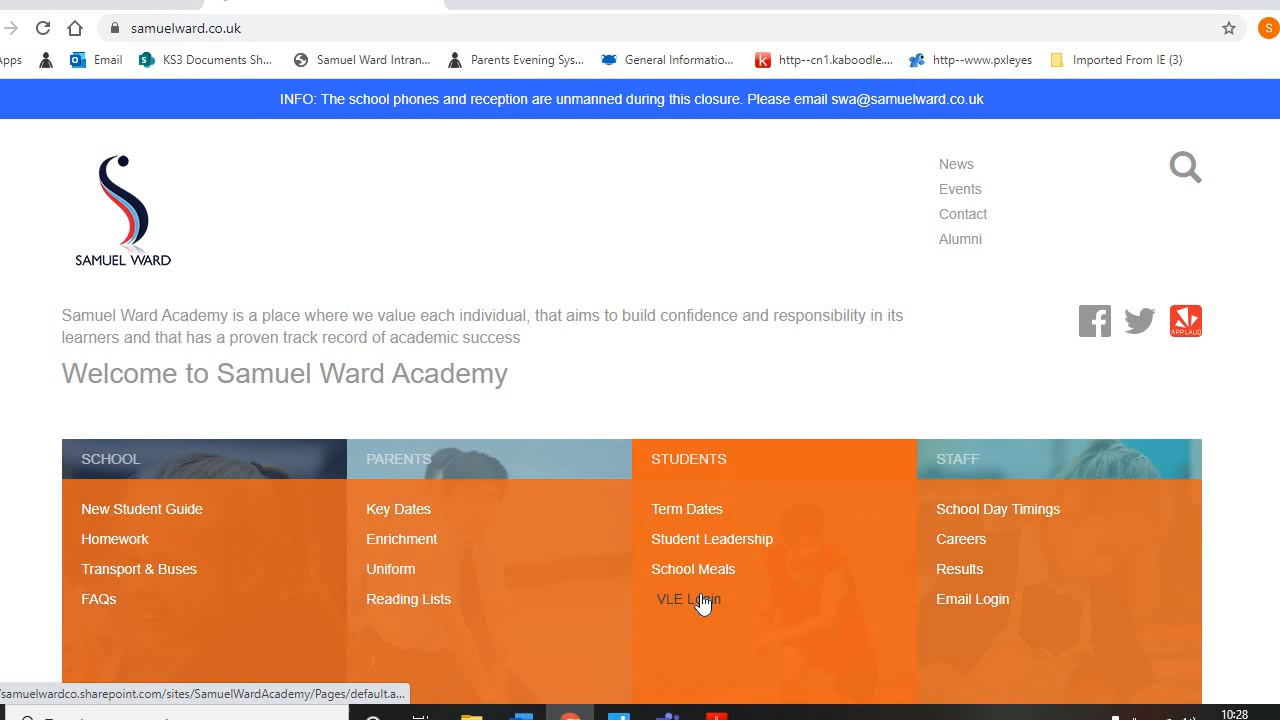 samuelward.co.uk
S
pps
Email
KS3 Documents Sh...
Samuel Ward Intran...
Parents Evening Sys...
General Informatio...
http--cn1.kaboodle....
http--www.pxleyes
Imported From IE (3)
INFO: The school phones and reception are unmanned during this closure. Please email swa@samuelward.co.uk
SAMUEL WARD
News
Events
Contact
Alumni
Samuel Ward Academy is a place where we value each individual, that aims to build confidence and responsibility in its
learners and that has a proven track record of academic success
APPLAUD
Welcome to Samuel Ward Academy
SCHOOL
New Student Guide
Homework
Transport & Buses
FAQs
PARENTS
Key Dates
Enrichment
Uniform
Reading Lists
STUDENTS
Term Dates
Student Leadership
School Meals
VLE Login
STAFF
School Day Timings
Careers
Results
Email Login
/samuelwardco.sharepoint.com/sites/SamuelWardAcademy/Pages/default.a...
10:28